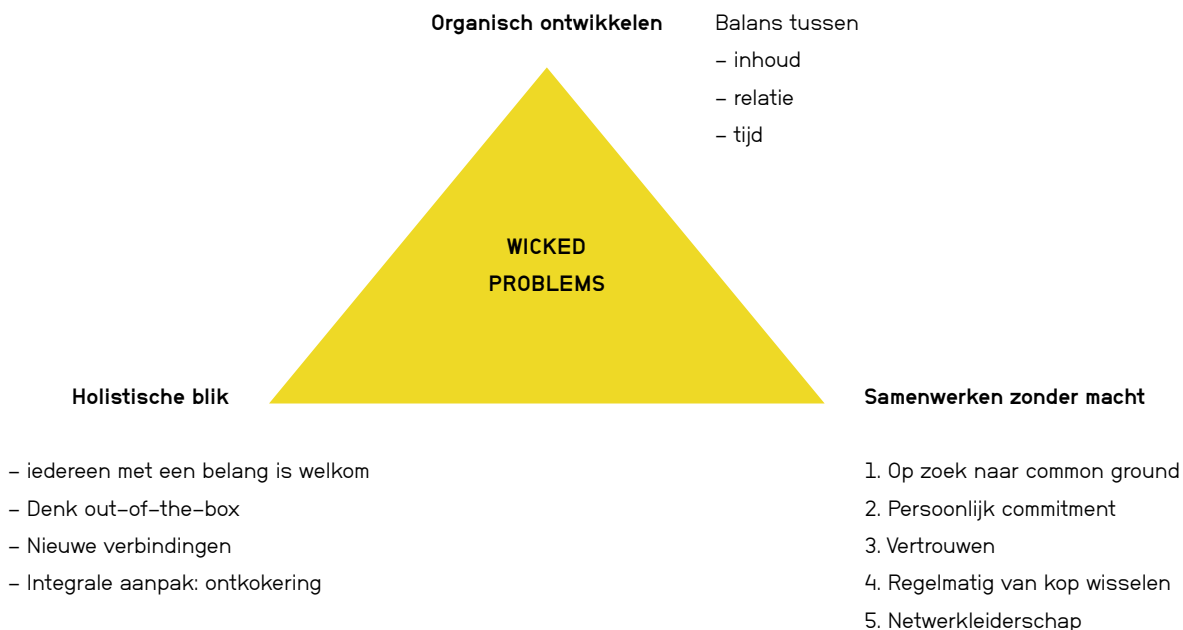 Organisch ontwikkelen
Balans tussen
– inhoud
– relatie
– tijd
WICKED
PROBLEMS
Holistische blik
– iedereen met een belang is welkom
– Denk out-of-the-box
– Nieuwe verbindingen
– Integrale aanpak: ontkokering
Samenwerken zonder macht
1. Op zoek naar common ground
2. Persoonlijk commitment
3. Vertrouwen
4. Regelmatig van kop wisselen
5. Netwerkleiderschap